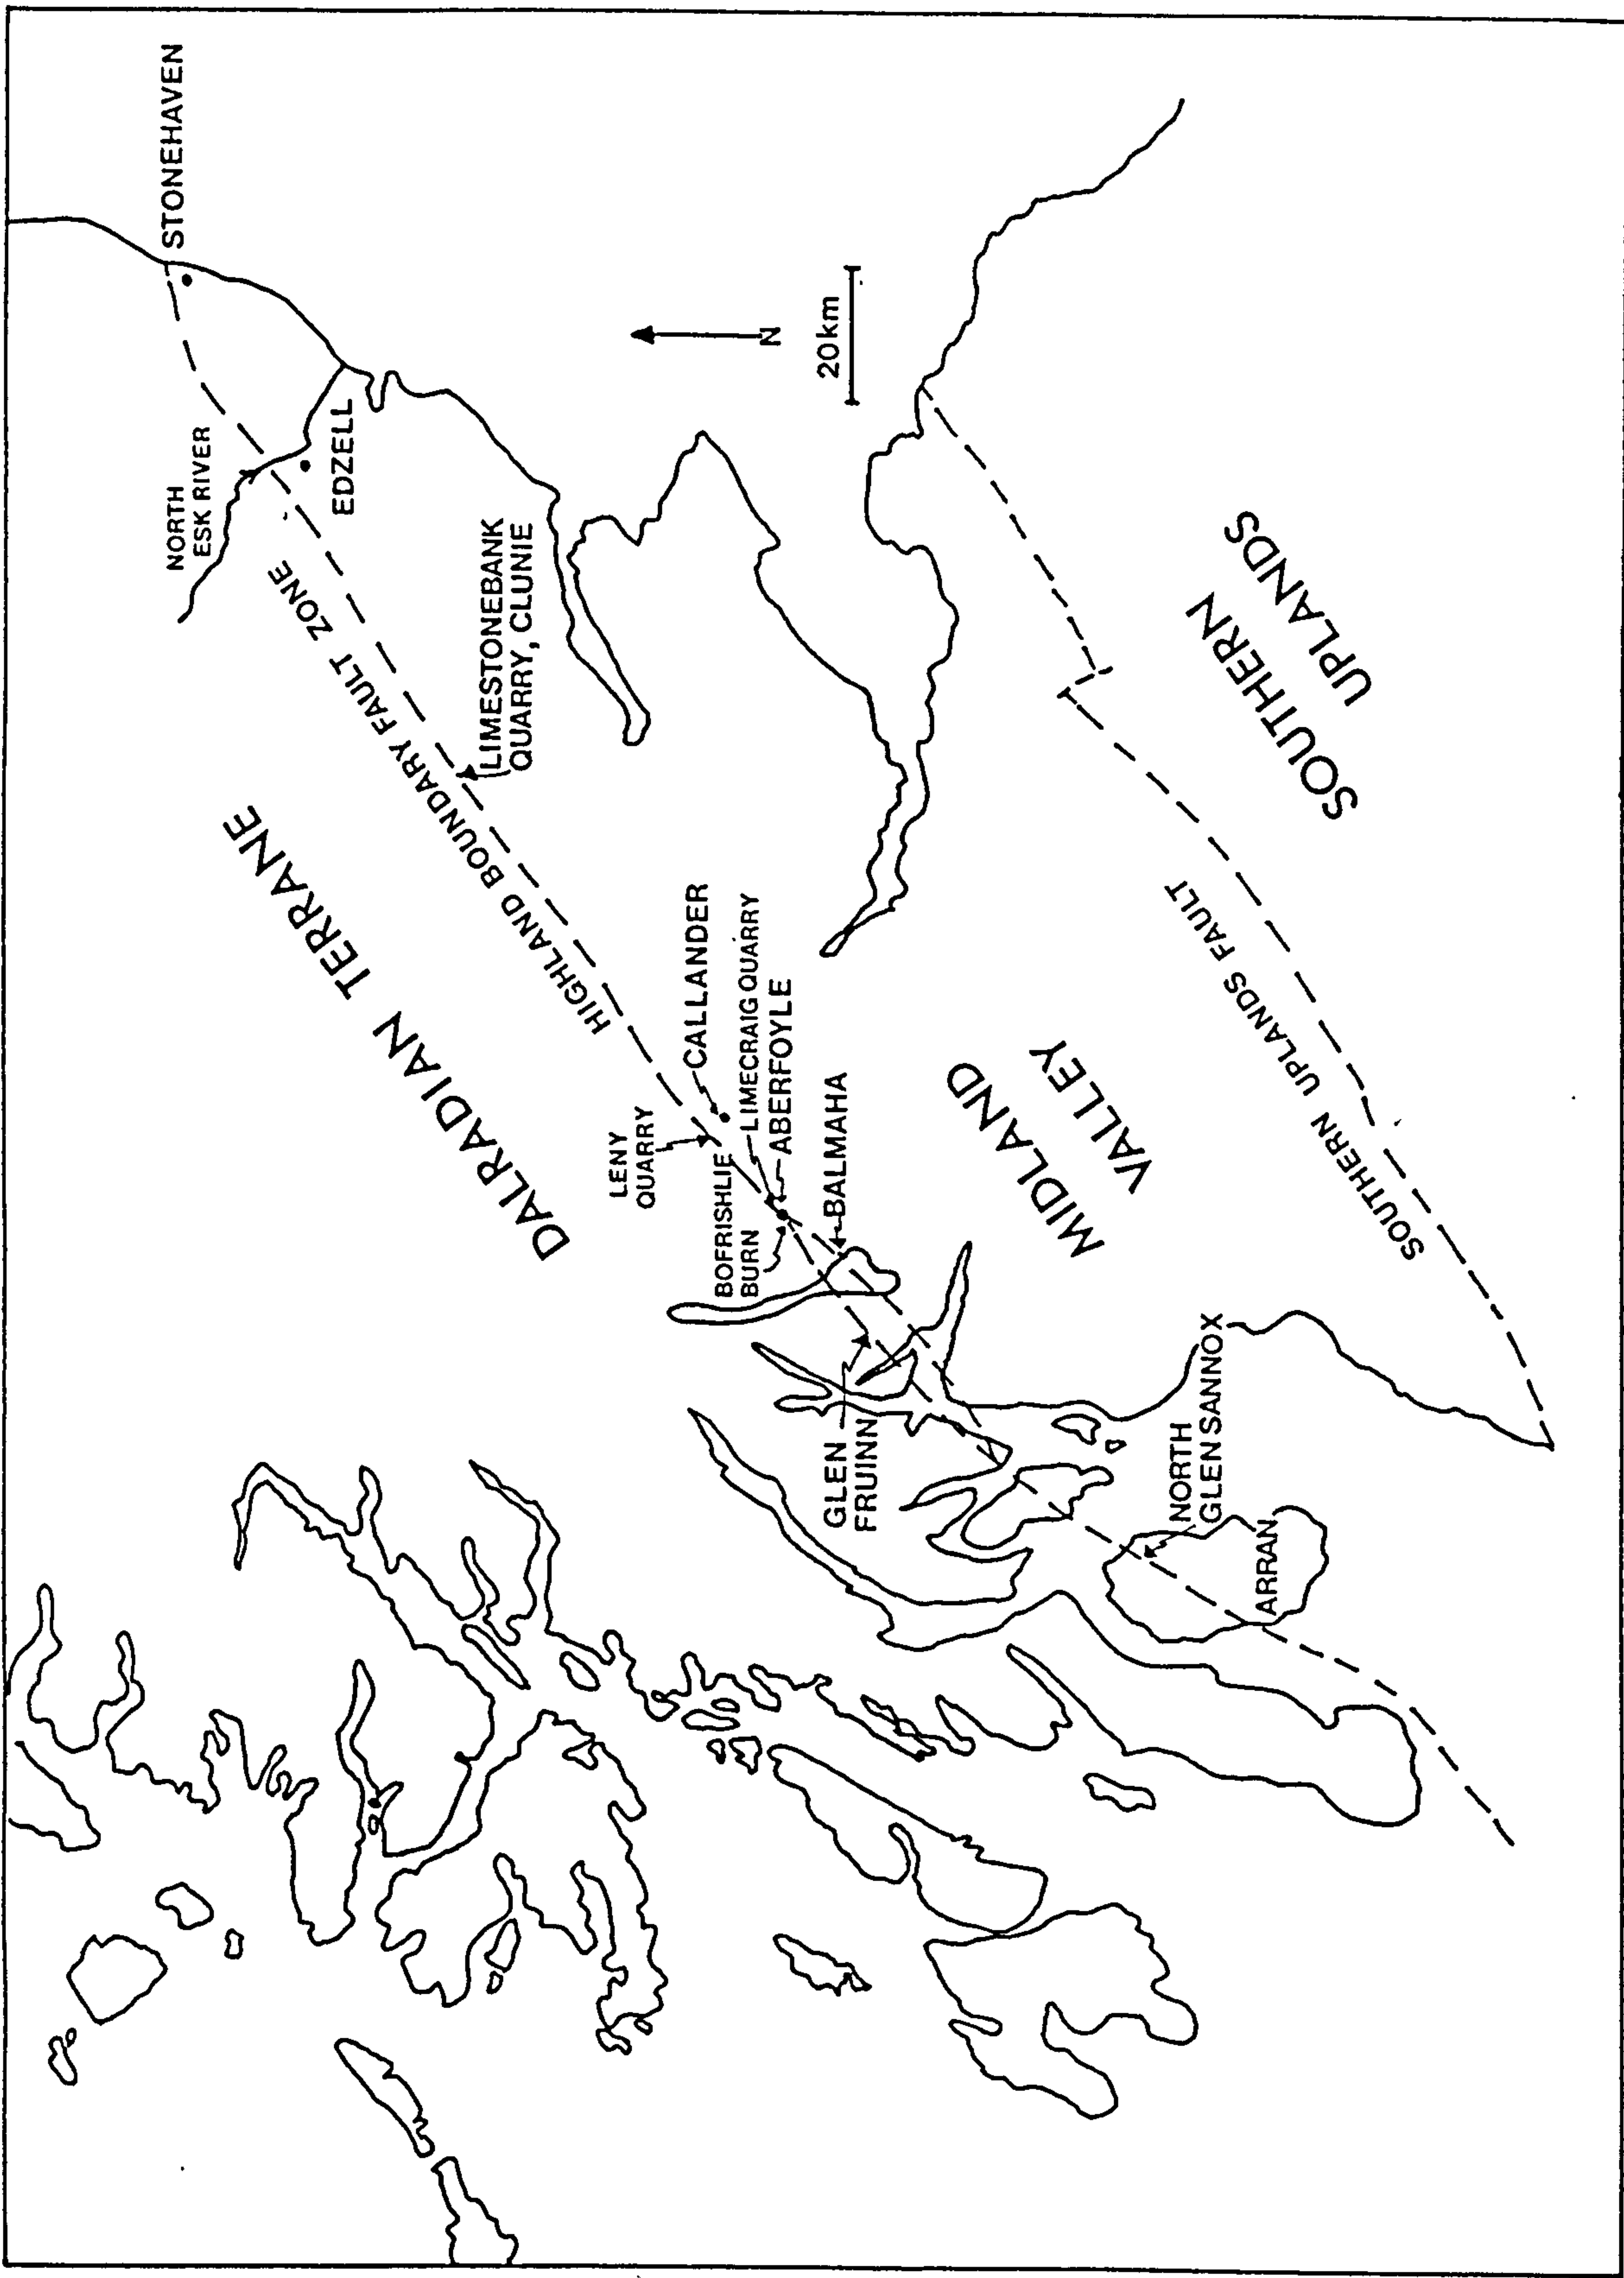 STONEHAVEN
NORTH
ESK RIVER
EDZELL
HIGHLAND BOUNDARY FAULT ZONE
LIMESTONEBANK
QUARRY, CLUNIE
DALRADIAN TERRANE
N
20km
LENY
QUARRY
CALLANDER
LIMECRAIG QUARRY
ABERFOYLE
BOFRISHLIE
BURN
BALMAHA
MIDLAND
VALLEY
SOUTHERN
UPLANDS
SOUTHERN UPLANDS FAULT
GLEN
FRUINN
NORTH
GLEN SANNOX
ARRAN